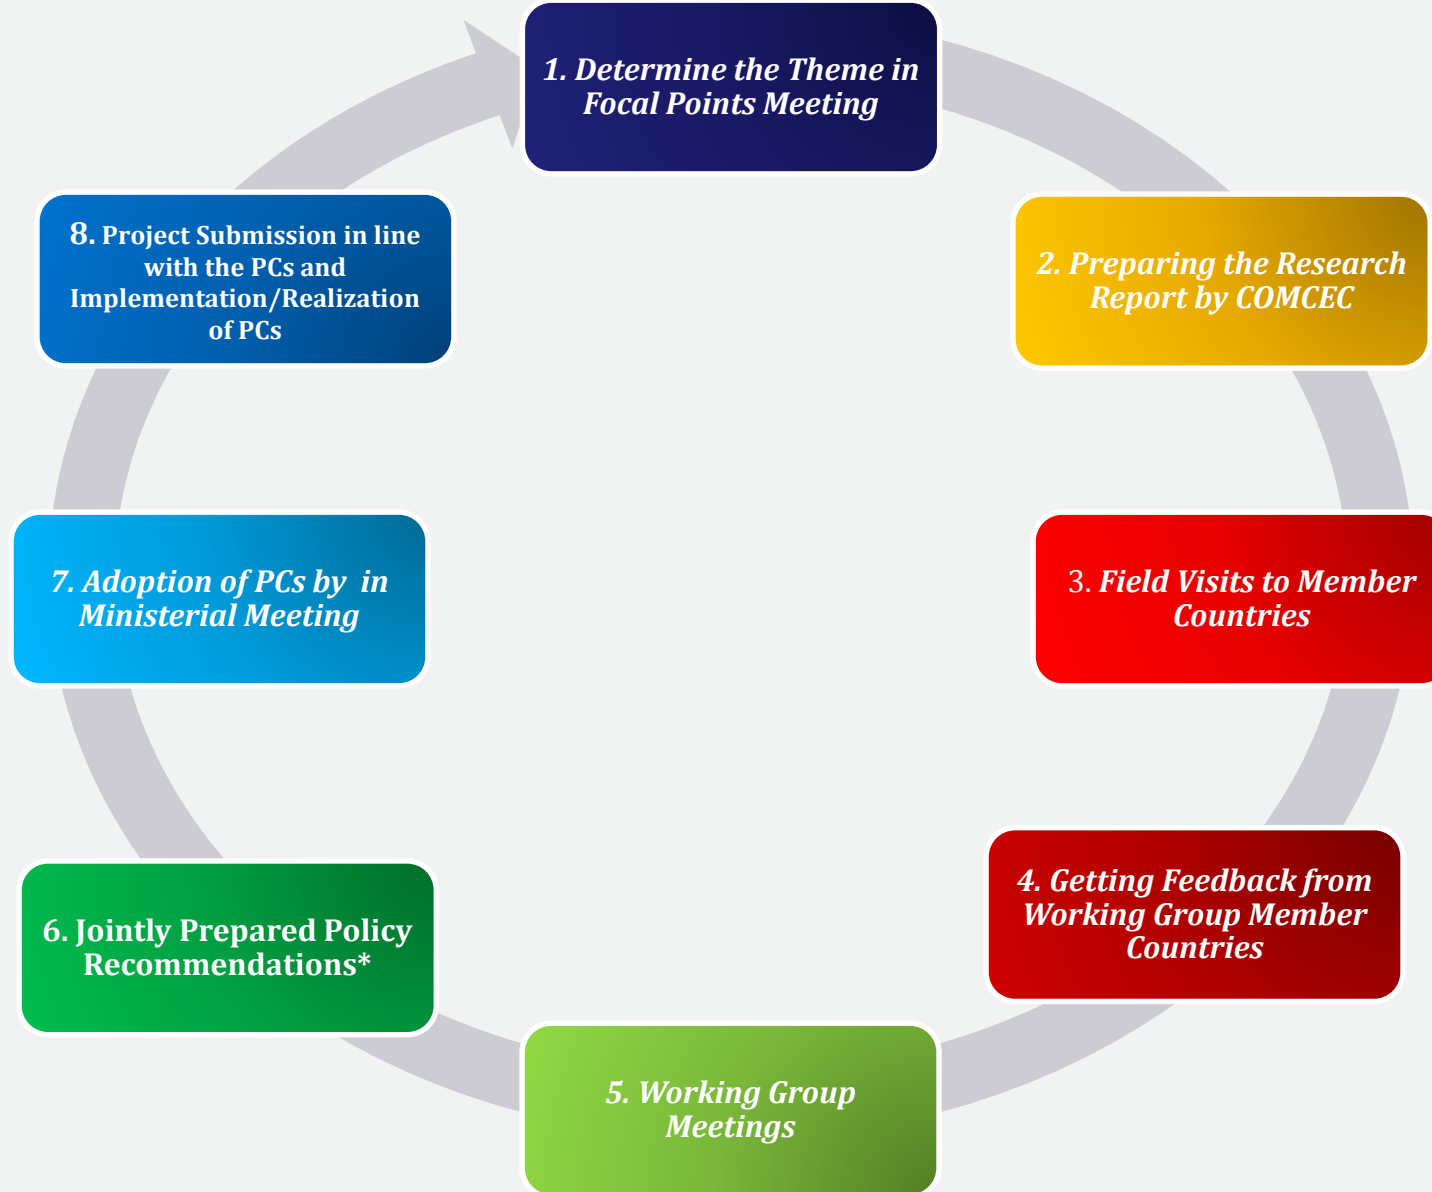 1. Determine the Theme in
Focal Points Meeting
2. Preparing the Research
Report by COMCEC
3. Field Visits to Member
Countries
4. Getting Feedback from
Working Group Member
Countries
5. Working Group
Meetings
6. Jointly Prepared Policy
Recommendations*
7. Adoption of PCs by  in
Ministerial Meeting
8. Project Submission in line
with the PCs and
Implementation/Realization
of PCs